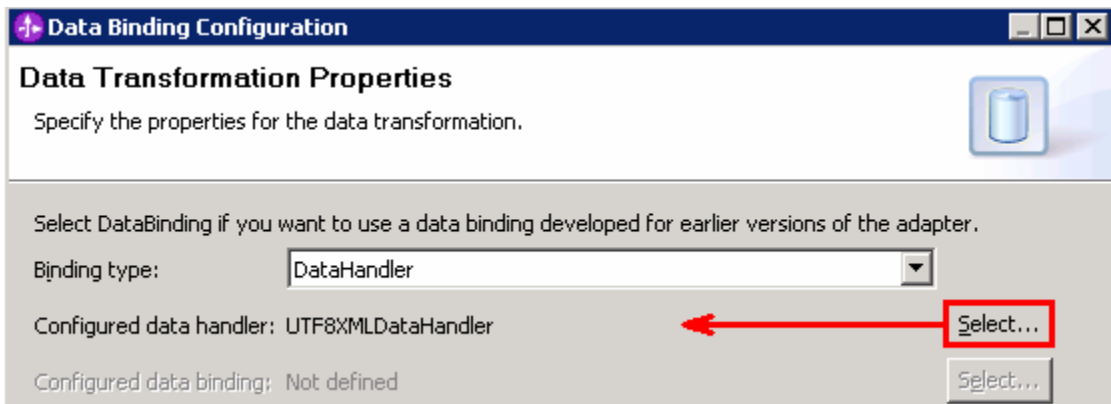 Data Binding Configuration
Data Transformation Properties
Specify the properties for the data transformation.
Select DataBinding if you want to use a data binding developed for earlier versions of the adapter.
Binding type: DataHandler
Configured data handler: UTF8XMLDataHandler Select...
Configured data binding: Not defined Select...